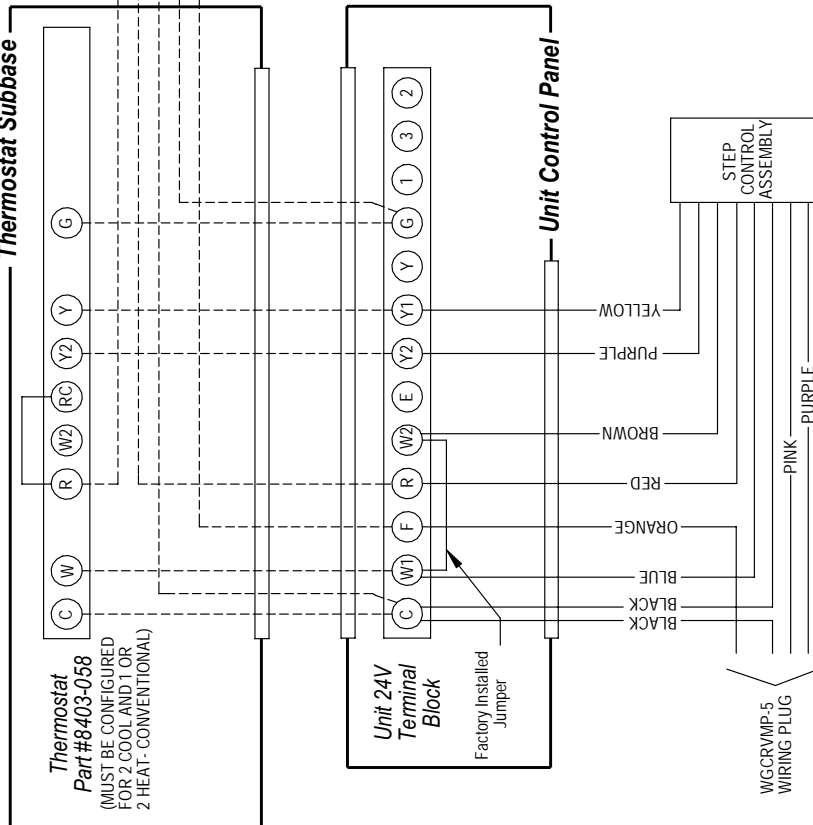 Thermostat Subbase
Thermostat
Part #8403-058
(MUST BE CONFIGURED
FOR 2 COOL AND 1 OR
2 HEAT- CONVENTIONAL)
C
W
R
W2
RC
Y2
Y
G
Unit Control Panel
Unit 24V
Terminal
Block
C
W1
F
R
W2
E
Y2
Y1
Y
G
1
3
2
Factory Installed
Jumper
BLACK
BLACK
BLUE
ORANGE
RED
BROWN
PURPLE
YELLOW
STEP
CONTROL
ASSEMBLY
PINK
PURPLE
WGCRVMP-5
WIRING PLUG